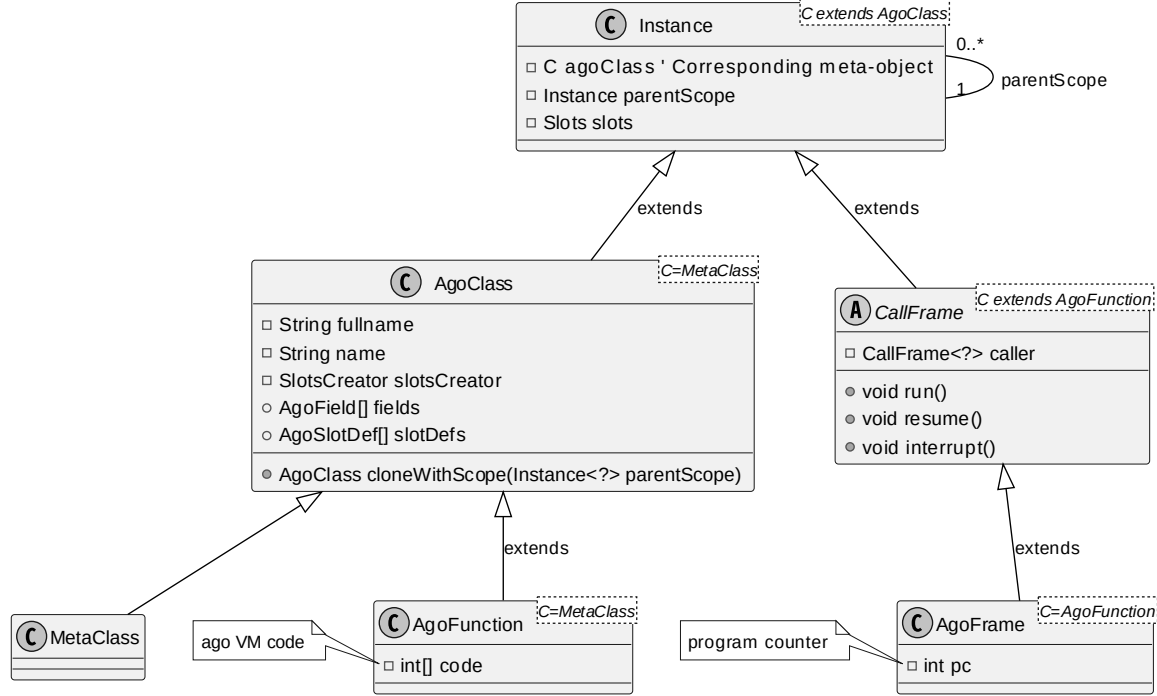 C extends AgoClass
C Instance
C agoClass ' Corresponding meta-object
Instance parentScope
Slots slots
0..*
1
parentScope
extends
extends
C=MetaClass
C AgoClass
String fullname
String name
SlotsCreator slotsCreator
AgoField[] fields
AgoSlotDef[] slotDefs
AgoClass cloneWithScope(Instance<?> parentScope)
C extends AgoFunction
A CallFrame
CallFrame<?> caller
void run()
void resume()
void interrupt()
extends
extends
C MetaClass
ago VM code
C=MetaClass
C AgoFunction
int[] code
program counter
C=AgoFunction
C AgoFrame
int pc